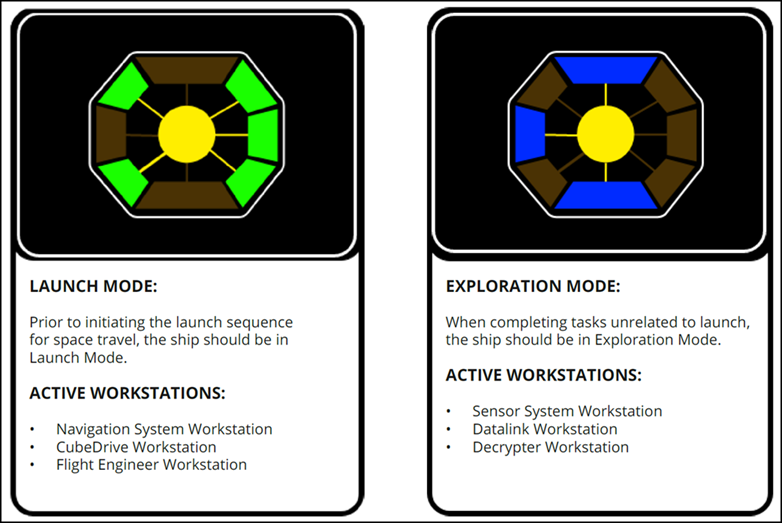 LAUNCH MODE:
Prior to initiating the launch sequence
for space travel, the ship should be in
Launch Mode.
ACTIVE WORKSTATIONS:
• Navigation System Workstation
• CubeDrive Workstation
• Flight Engineer Workstation
EXPLORATION MODE:
When completing tasks unrelated to launch,
the ship should be in Exploration Mode.
ACTIVE WORKSTATIONS:
• Sensor System Workstation
• Datalink Workstation
• Decrypter Workstation